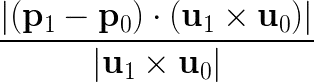 |(p₁ − p₀) · (u₁ × u₀)|
|u₁ × u₀|